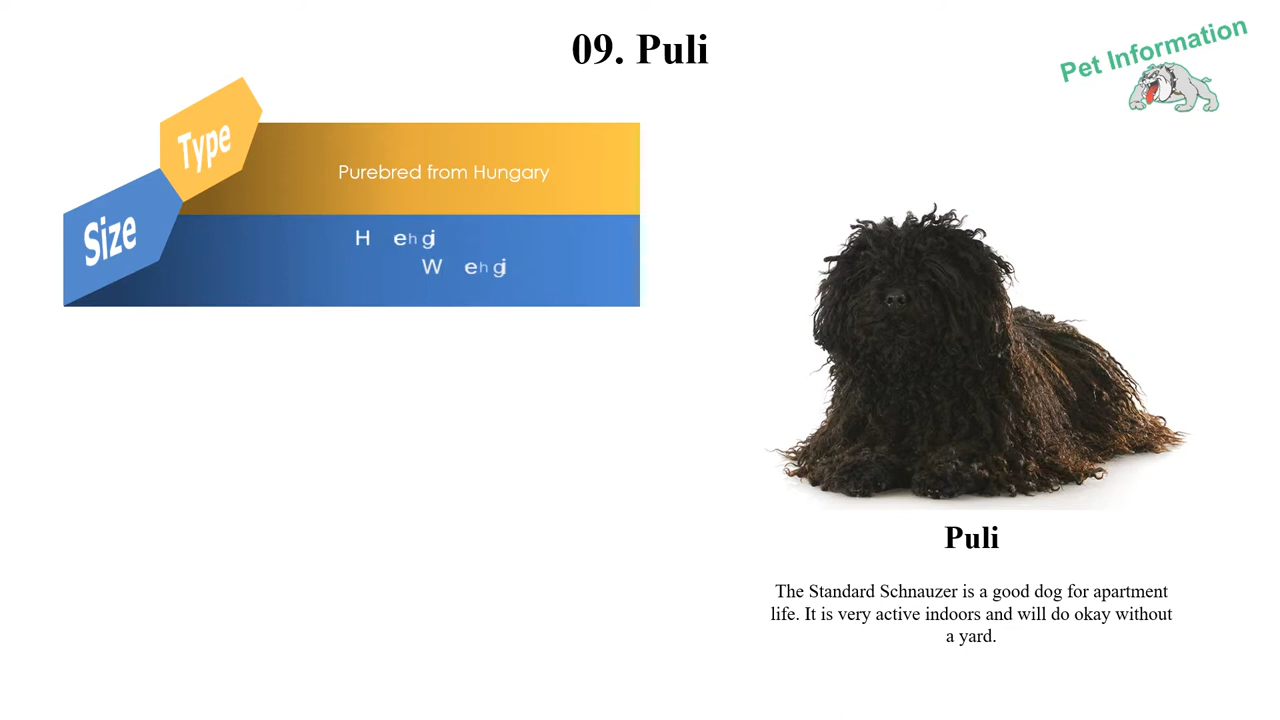 09. Puli
Pet Information
Type
Purebred from Hungary
Size
Puli
The Standard Schnauzer is a good dog for apartment
life. It is very active indoors and will do okay without
a yard.